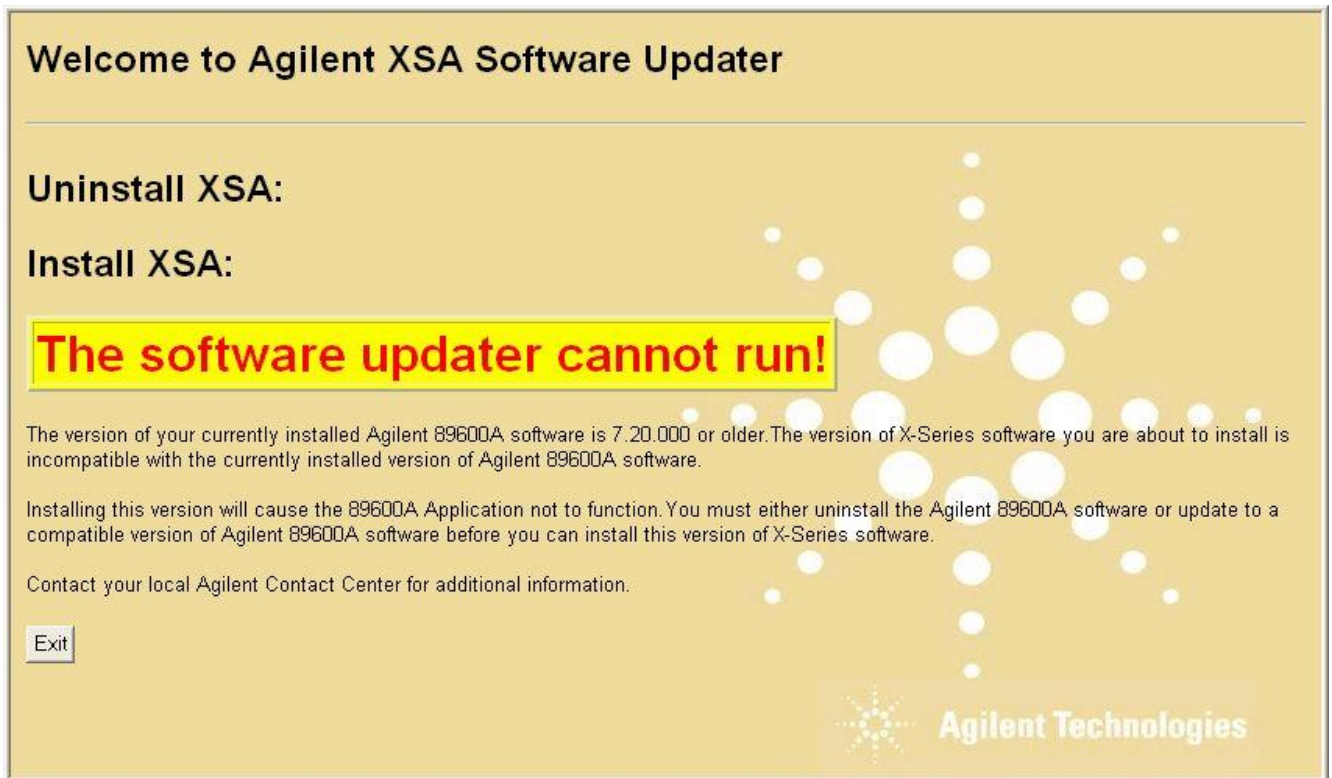 Welcome to Agilent XSA Software Updater
Uninstall XSA:
Install XSA:
The software updater cannot run!
The version of your currently installed Agilent 89600A software is 7.20.000 or older.The version of X-Series software you are about to install is
incompatible with the currently installed version of Agilent 89600A software.
Installing this version will cause the 89600A Application not to function.You must either uninstall the Agilent 89600A software or update to a
compatible version of Agilent 89600A software before you can install this version of X-Series software.
Contact your local Agilent Contact Center for additional information.
Exit
Agilent Technologies